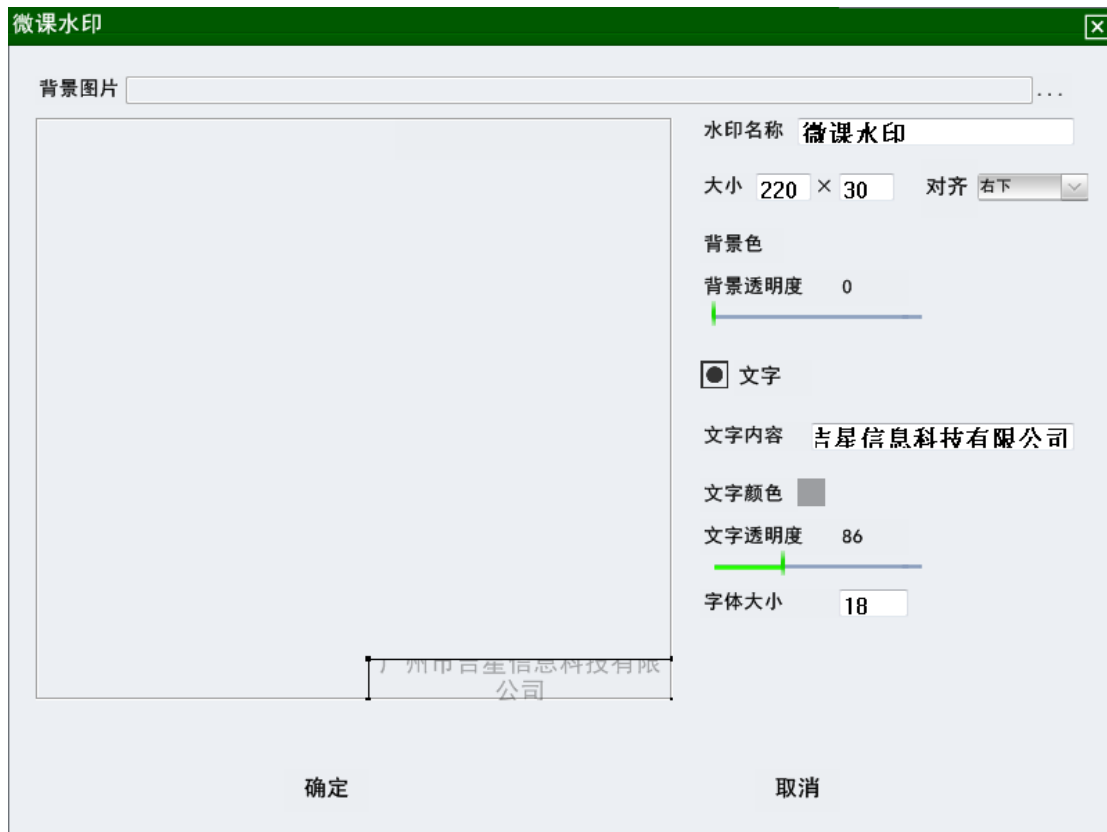 微课水印
背景图片 ...
水印名称 微课水印
大小 220 × 30 对齐 右下
背景色
背景透明度 0
文字
文字内容 吉星信息科技有限公司
文字颜色
文字透明度 86
字体大小 18
广州市吉星信息科技有限
公司
确定 取消